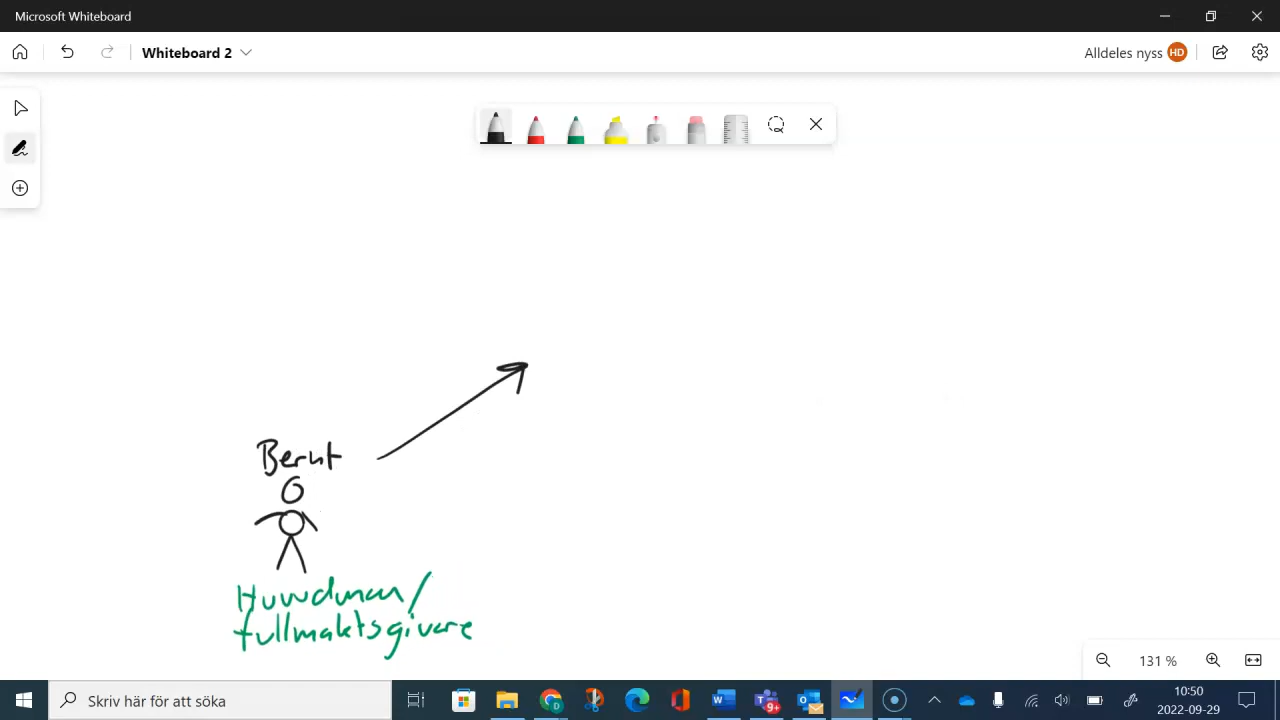 Microsoft Whiteboard
Whiteboard 2
Alldeles nyss HD
Bernt
Huvudman/
fullmaktsgivare
131 %
Skriv här för att söka
9+
10:50
2022-09-29